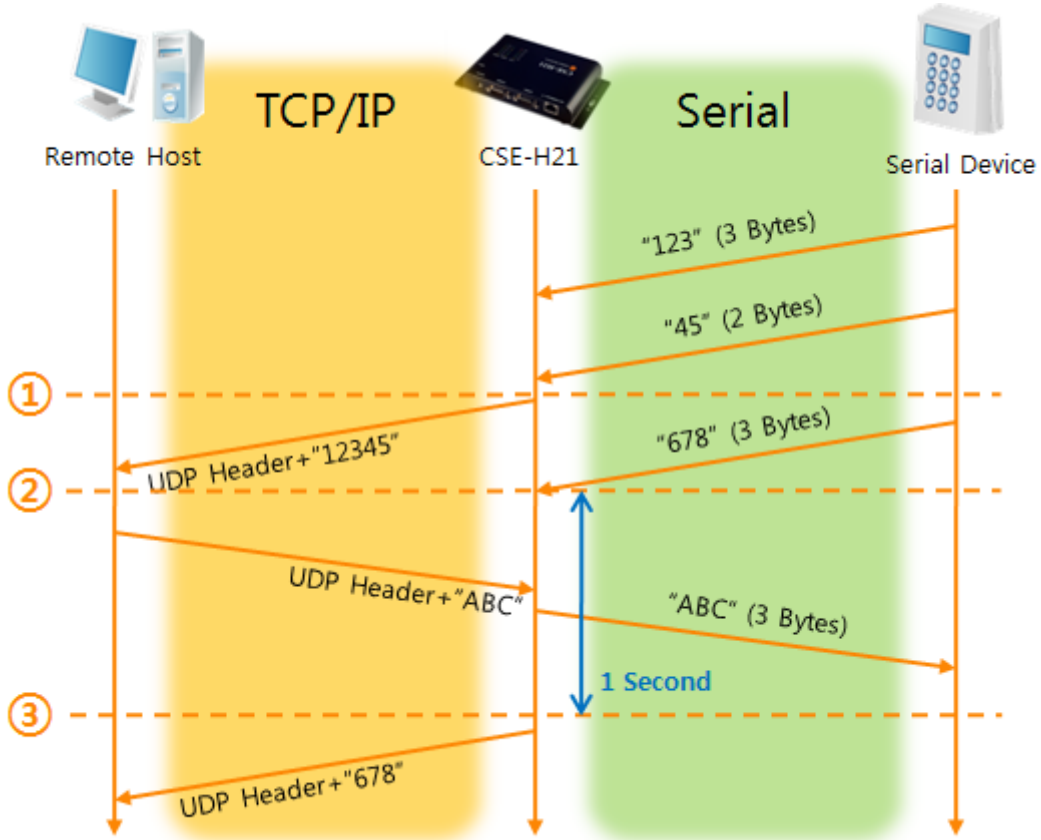 TCP/IP
Serial
Remote Host
CSE-H21
Serial Device
"123" (3 Bytes)
"45" (2 Bytes)
①
"678" (3 Bytes)
UDP Header+"12345"
②
UDP Header+"ABC"
"ABC" (3 Bytes)
1 Second
③
UDP Header+"678"